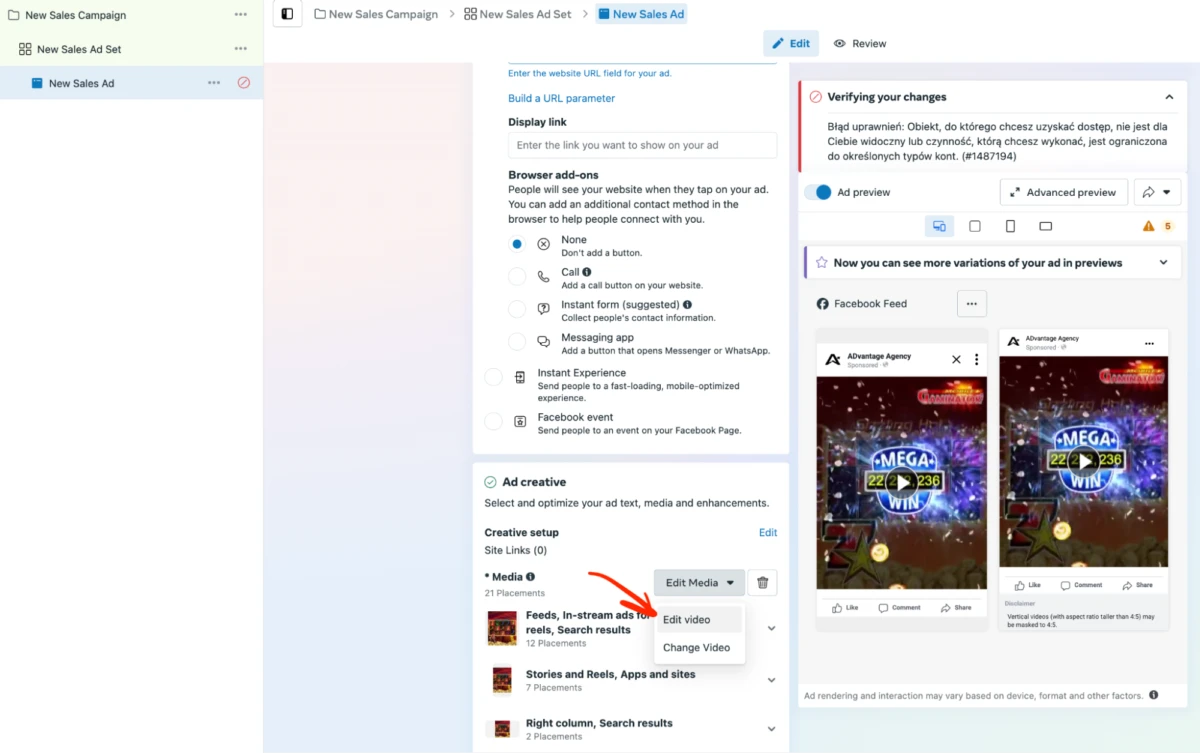 New Sales Campaign
New Sales Ad Set
New Sales Ad
New Sales Campaign > New Sales Ad Set > New Sales Ad
Edit
Review
Enter the website URL field for your ad.
Build a URL parameter
Display link
Enter the link you want to show on your ad
Browser add-ons
People will see your website when they tap on your ad.
You can add an additional contact method in the
browser to help people connect with you.
None
Don't add a button.
Call
Add a call button on your website.
Instant form (suggested)
Collect people's contact information.
Messaging app
Add a button that opens Messenger or WhatsApp.
Instant Experience
Send people to a fast-loading, mobile-optimized
experience.
Facebook event
Send people to an event on your Facebook Page.
Ad creative
Select and optimize your ad text, media and enhancements.
Creative setup
Edit
Site Links (0)
* Media
21 Placements
Edit Media
Edit video
Change Video
Feeds, In-stream ads for
reels, Search results
12 Placements
Stories and Reels, Apps and sites
7 Placements
Right column, Search results
2 Placements
Verifying your changes
Błąd uprawnień: Obiekt, do którego chcesz uzyskać dostęp, nie jest dla
Ciebie widoczny lub czynność, którą chcesz wykonać, jest ograniczona
do określonych typów kont. (#1487194)
Ad preview
Advanced preview
5
Now you can see more variations of your ad in previews
Facebook Feed
ADvantage Agency
Sponsored
GAMINATOR
MEGA
WIN
Like
Comment
Share
ADvantage Agency
Sponsored
GAMINATOR
MEGA
WIN
Like
Comment
Share
Disclaimer
Vertical videos (with aspect ratio taller than 4:5) may
be masked to 4:5.
Ad rendering and interaction may vary based on device, format and other factors.